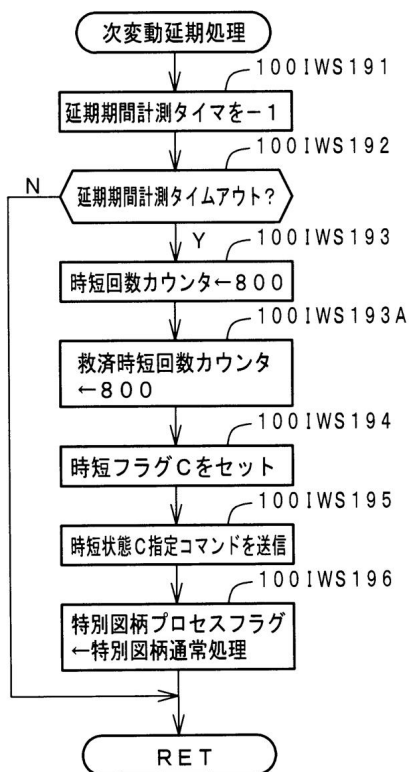 次変動延期処理
100IWS191
延期期間計測タイマを−1
100IWS192
N
延期期間計測タイムアウト？
Y
100IWS193
時短回数カウンタ←800
100IWS193A
救済時短回数カウンタ
←800
100IWS194
時短フラグCをセット
100IWS195
時短状態C指定コマンドを送信
100IWS196
特別図柄プロセスフラグ
←特別図柄通常処理
RET